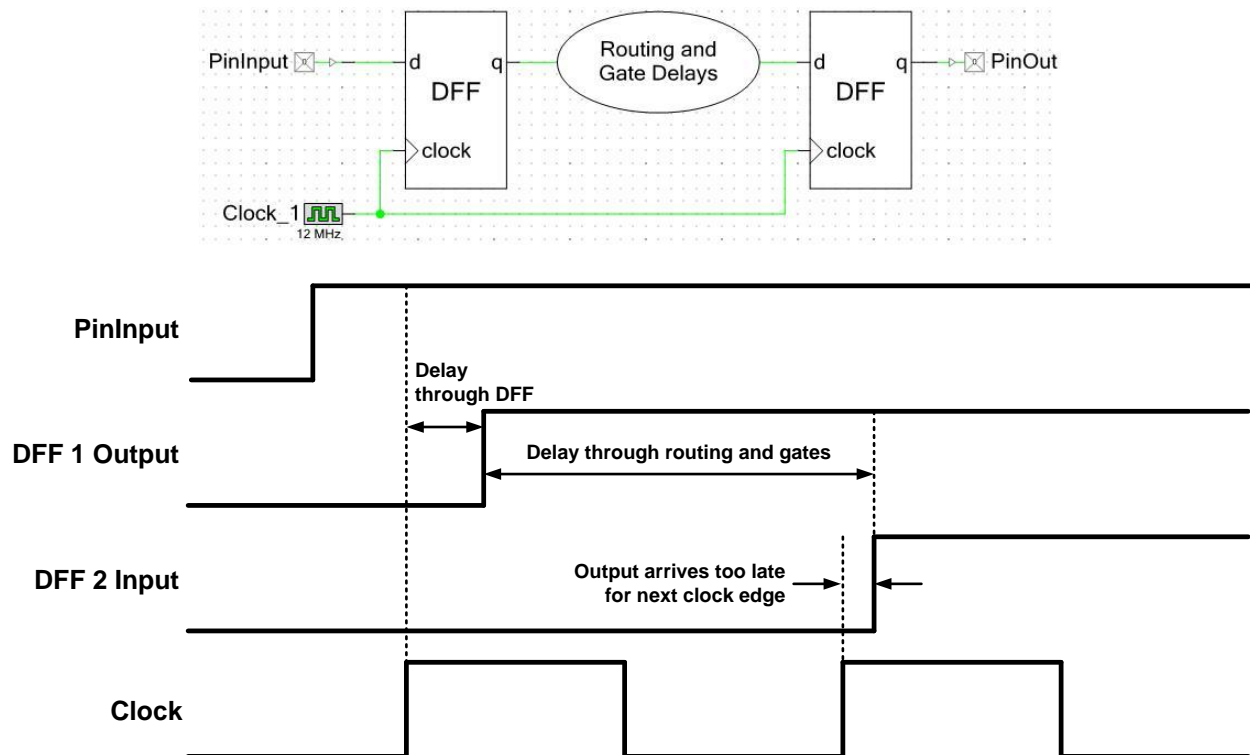 PinInput
d
q
DFF
clock
Routing and
Gate Delays
d
q
DFF
clock
PinOut
Clock_1
12 MHz
PinInput
Delay
through DFF
DFF 1 Output
Delay through routing and gates
DFF 2 Input
Output arrives too late
for next clock edge
Clock